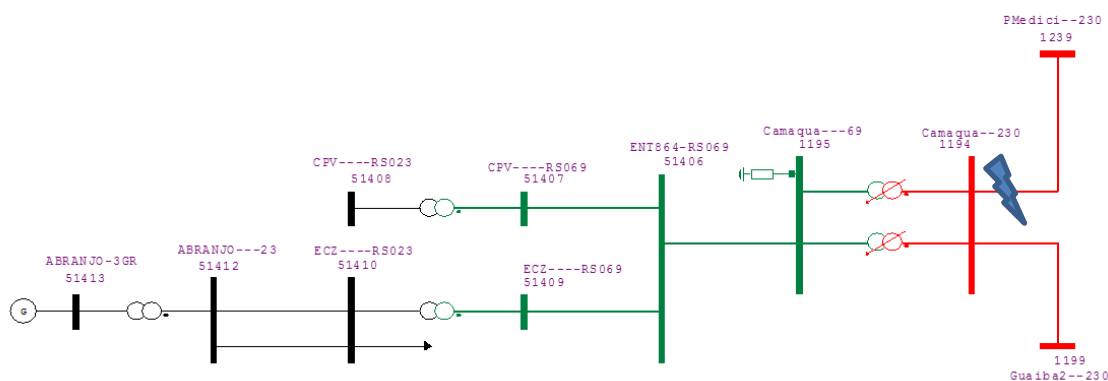 PMedici--230
1239
Camaqua---69
1195
Camaqua--230
1194
ENT864-RS069
51406
CPV----RS023
51408
CPV----RS069
51407
ABRANJO-3GR
51413
ABRANJO---23
51412
ECZ----RS023
51410
ECZ----RS069
51409
G
1199
Guaiba2--230